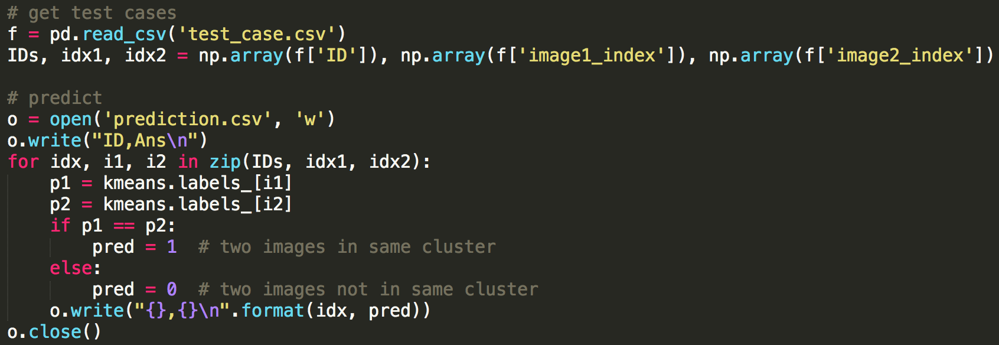 # get test cases
f = pd.read_csv('test_case.csv')
IDs, idx1, idx2 = np.array(f['ID']), np.array(f['image1_index']), np.array(f['image2_index'])

# predict
o = open('prediction.csv', 'w')
o.write("ID,Ans\n")
for idx, i1, i2 in zip(IDs, idx1, idx2):
    p1 = kmeans.labels_[i1]
    p2 = kmeans.labels_[i2]
    if p1 == p2:
        pred = 1  # two images in same cluster
    else:
        pred = 0  # two images not in same cluster
    o.write("{},{}\n".format(idx, pred))
o.close()